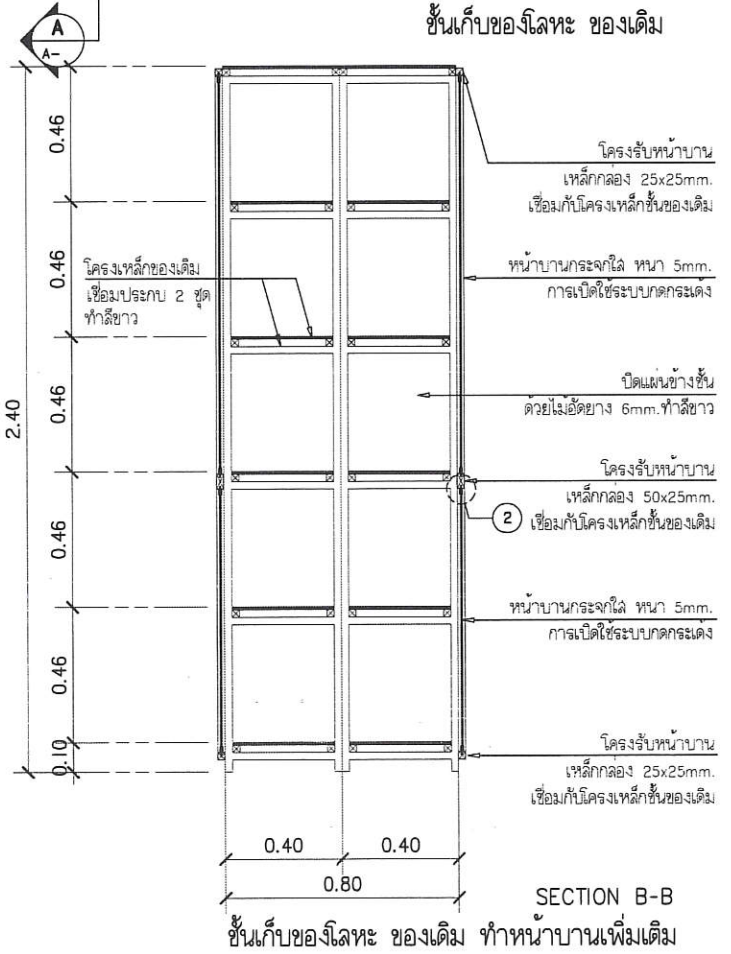 ชั้นเก็บของโลหะ ของเดิม
A
A-
0.46
0.46
0.46
0.46
0.46
0.10
2.40
โครงเหล็กของเดิม
เชื่อมประกบ 2 ชุด
ทำสีขาว
โครงรับหน้าบาน
เหล็กกล่อง 25x25mm.
เชื่อมกับโครงเหล็กชั้นของเดิม
หน้าบานกระจกใส หนา 5mm.
การเปิดใช้ระบบกดกระเด้ง
ปิดแผ่นข้างชั้น
ด้วยไม้อัดยาง 6mm.ทำสีขาว
โครงรับหน้าบาน
เหล็กกล่อง 50x25mm.
2
เชื่อมกับโครงเหล็กชั้นของเดิม
หน้าบานกระจกใส หนา 5mm.
การเปิดใช้ระบบกดกระเด้ง
โครงรับหน้าบาน
เหล็กกล่อง 25x25mm.
เชื่อมกับโครงเหล็กชั้นของเดิม
0.40 0.40
0.80
SECTION B-B
ชั้นเก็บของโลหะ ของเดิม ทำหน้าบานเพิ่มเติม